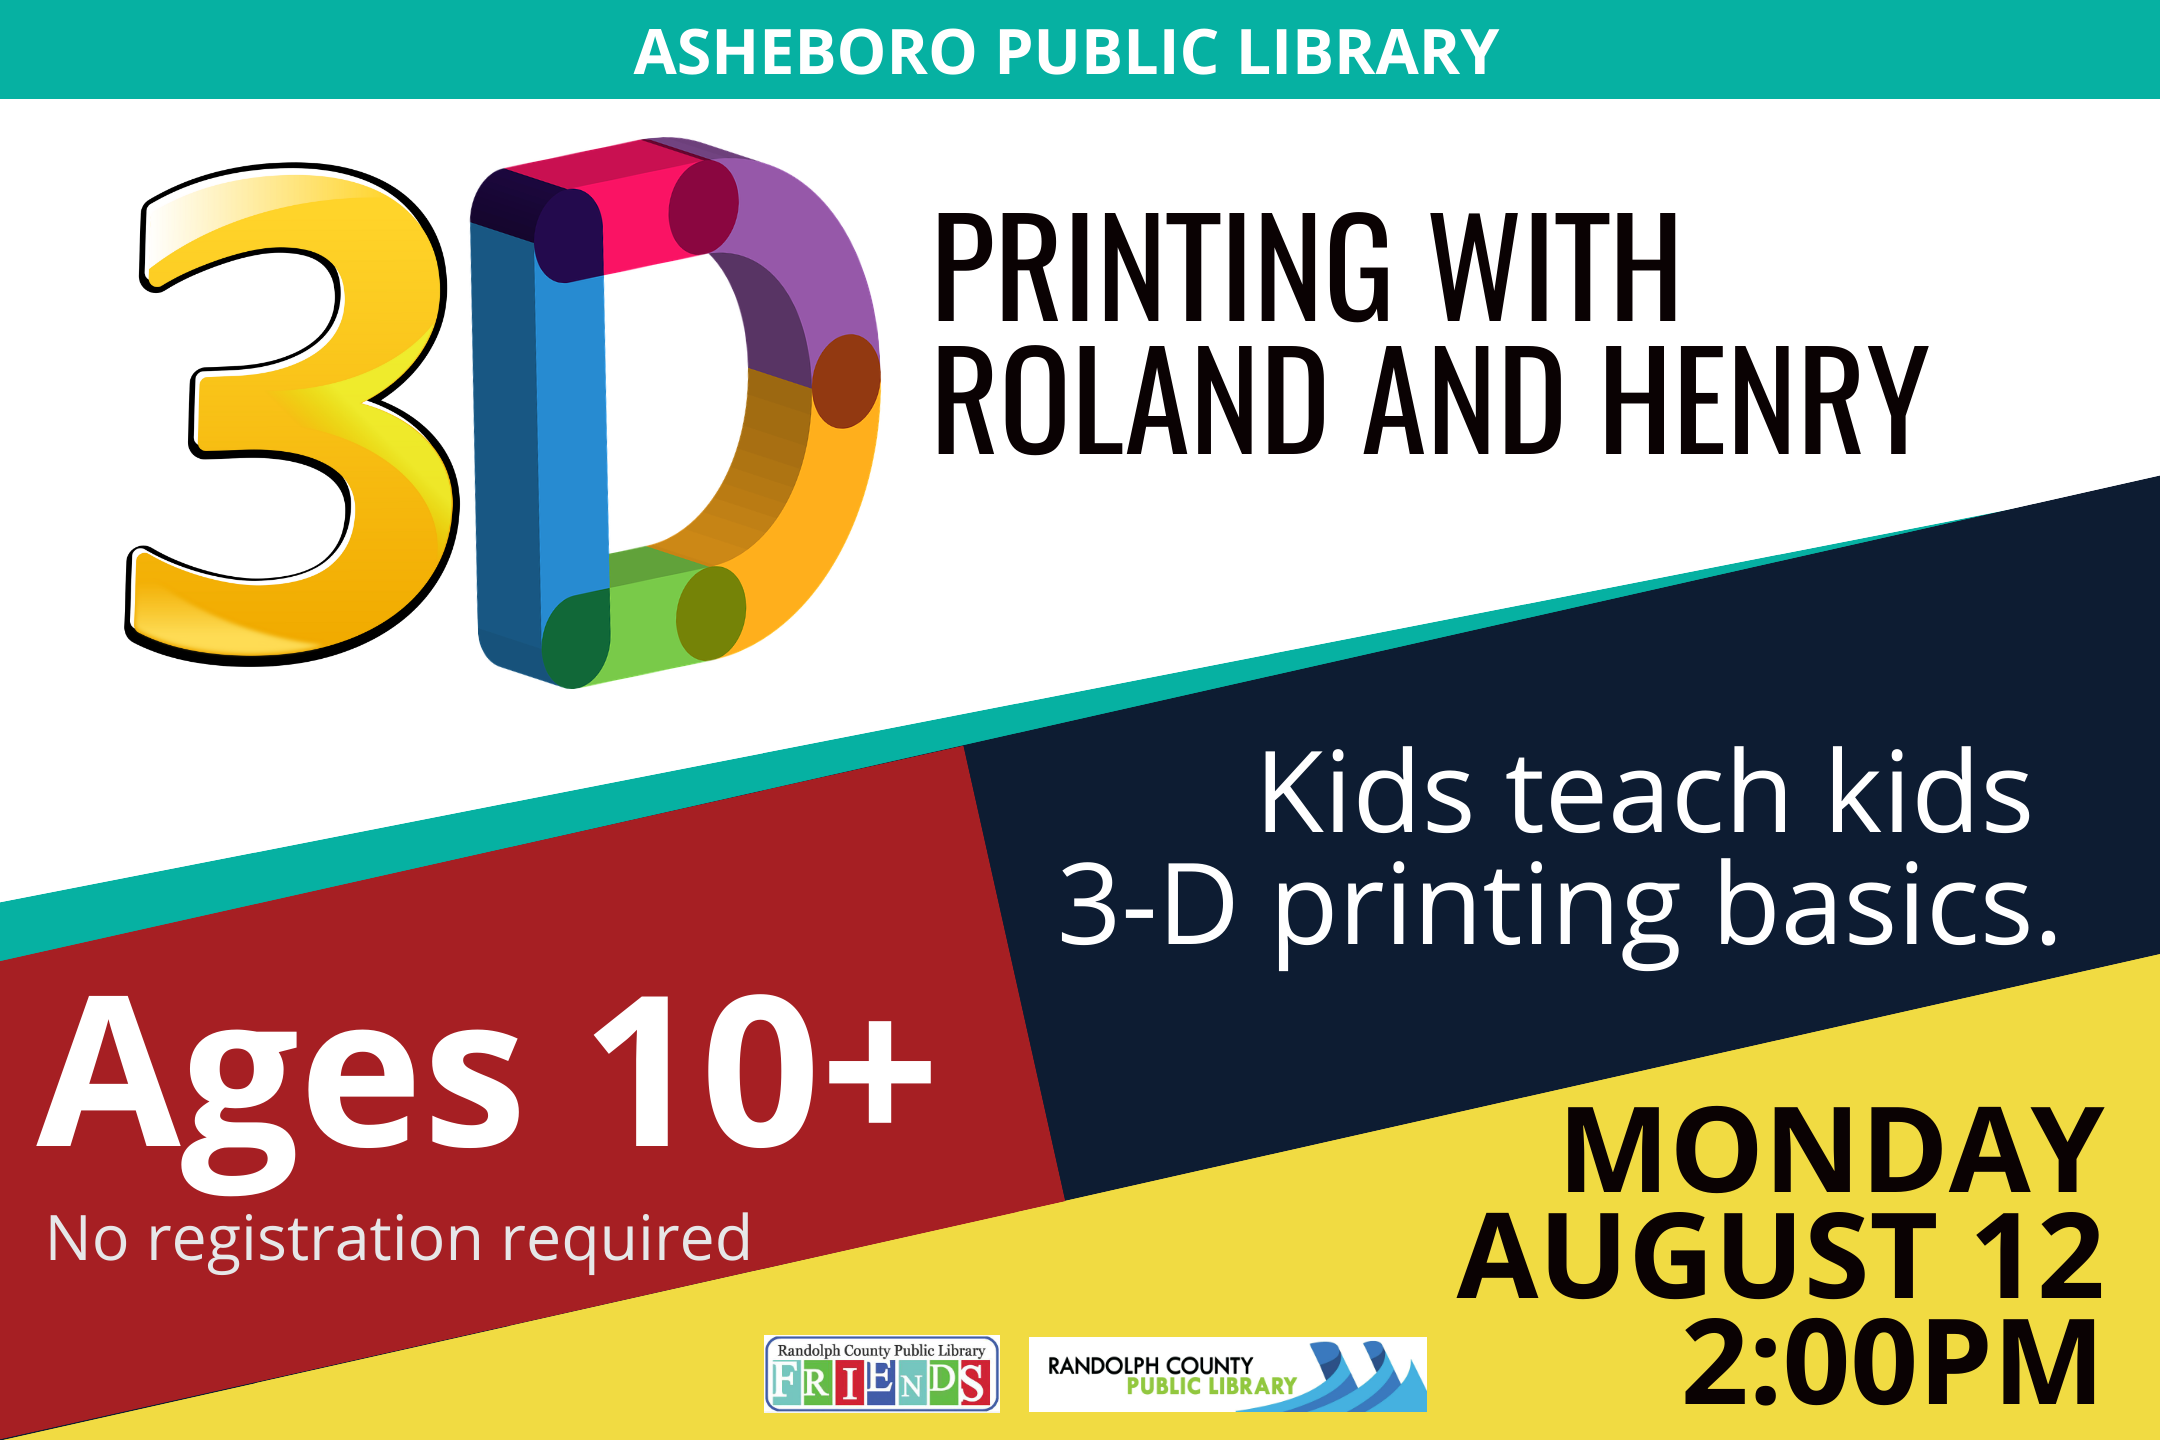 ASHEBORO PUBLIC LIBRARY
3D
PRINTING WITH
ROLAND AND HENRY
Kids teach kids
3-D printing basics.
Ages 10+
No registration required
MONDAY
AUGUST 12
2:00PM
Randolph County Public Library
FRIENDS
RANDOLPH COUNTY
PUBLIC LIBRARY